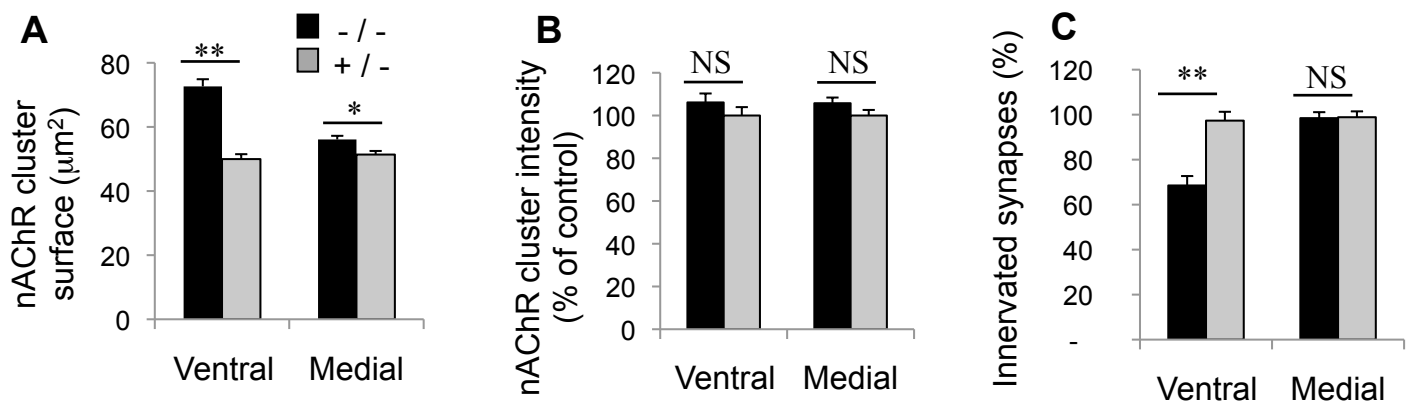 A
- / -
+ / -
**
*
nAChR cluster
surface (μm²)
80
60
40
20
0
Ventral Medial
B
NS NS
nAChR cluster intensity
(% of control)
120
100
80
60
40
20
0
Ventral Medial
C
** NS
Innervated synapses (%)
120
100
80
60
40
20
-
Ventral Medial